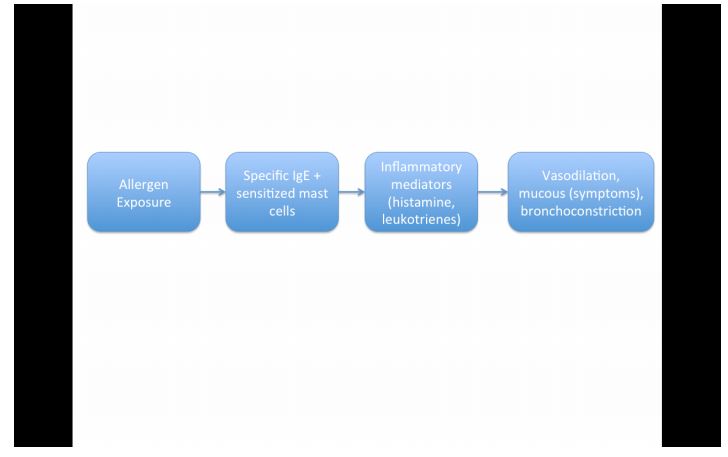 Allergen
Exposure
Specific IgE +
sensitized mast
cells
Inflammatory
mediators
(histamine,
leukotrienes)
Vasodilation,
mucous (symptoms),
bronchoconstriction